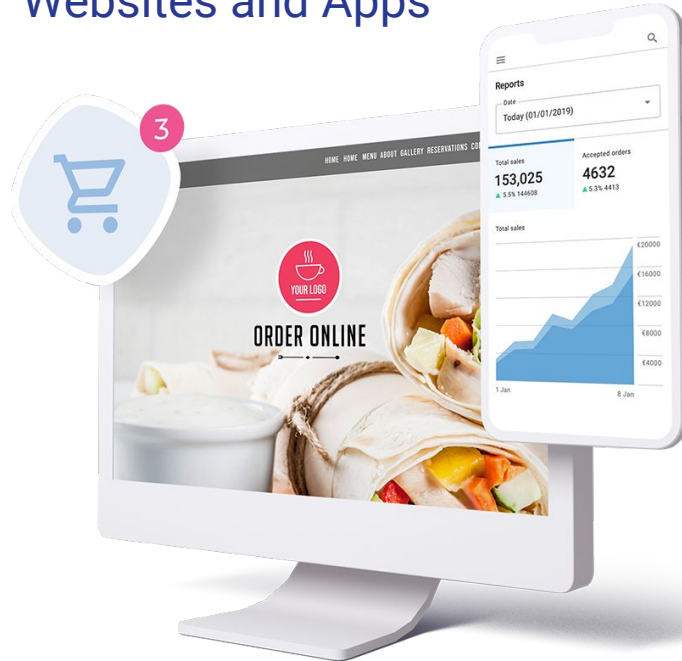 Websites and Apps
3
HOME HOME MENU ABOUT GALLERY RESERVATIONS
YOUR LOGO
ORDER ONLINE
Reports
Date
Today (01/01/2019)
Total sales
153,025
▲ 5.5% 144608
Accepted orders
4632
▲ 5.3% 4413
Total sales
€20000
€16000
€12000
€8000
€4000
1 Jan
8 Jan